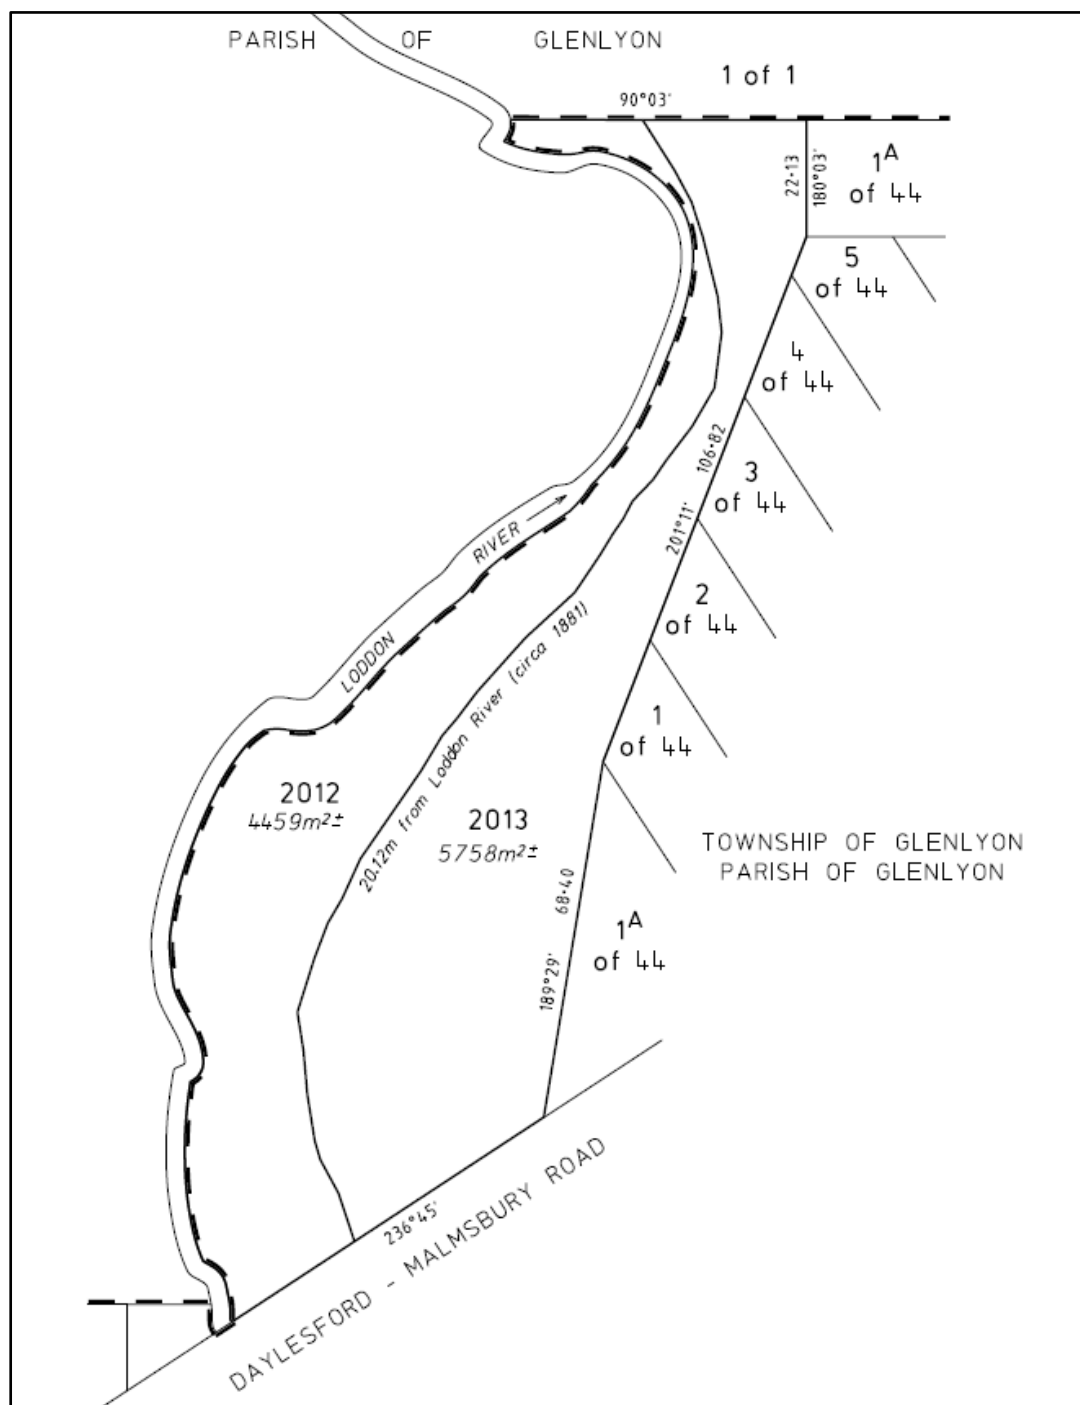 PARISH OF GLENLYON
1 of 1
90°03'
22·13
180°03'
1A
of 44
5
of 44
4
of 44
106·82
3
of 44
201°11'
RIVER
2
of 44
LODDON
20.12m from Loddon River (circa 1881)
1
of 44
2012
4459m²±
2013
5758m²±
TOWNSHIP OF GLENLYON
PARISH OF GLENLYON
68·40
1A
of 44
189°29'
236°45'
DAYLESFORD - MALMSBURY ROAD